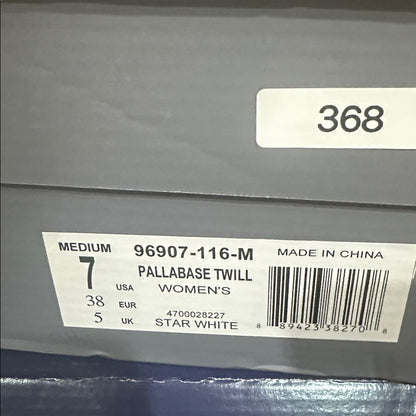 368
MEDIUM 96907-116-M MADE IN CHINA
7 USA PALLABASE TWILL
WOMEN'S
38 EUR 4700028227
5 UK STAR WHITE
8 89423 38270 8